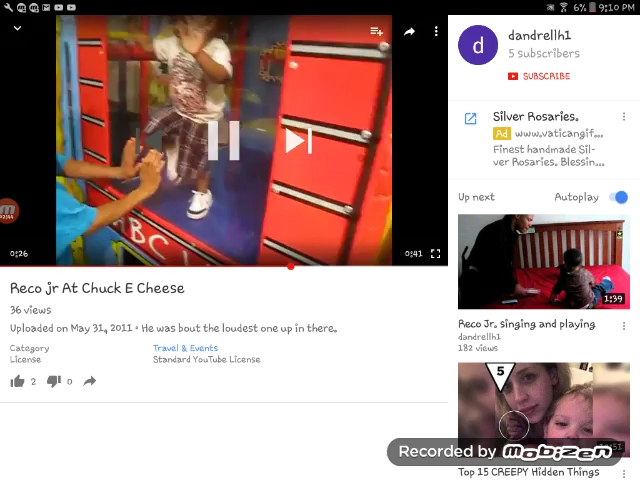 6% 9:10 PM
dandrellh1
d
5 subscribers
SUBSCRIBE
Silver Rosaries.
Ad www.vaticangif...
Finest handmade Sil-
ver Rosaries. Blessin...
ABC
02:44
0:26
0:41
Up next Autoplay
1:39
Reco jr At Chuck E Cheese
36 views
Uploaded on May 31, 2011 • He was bout the loudest one up in there.
Category Travel & Events
License Standard YouTube License
2 0
Reco Jr. singing and playing
dandrellh1
182 views
5
Recorded by mobizen
Top 15 CREEPY Hidden Things